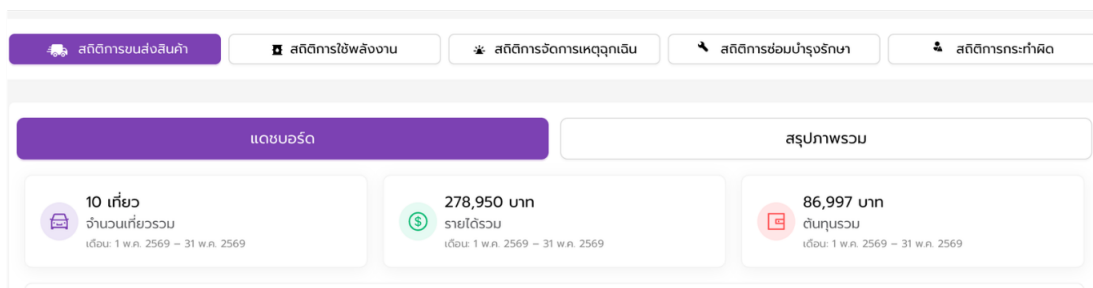 สถิติการขนส่งสินค้า สถิติการใช้พลังงาน สถิติการจัดการเหตุฉุกเฉิน สถิติการซ่อมบำรุงรักษา สถิติการกระทำผิด
แดชบอร์ด สรุปภาพรวม
10 เที่ยว 278,950 บาท 86,997 บาท
จำนวนเที่ยวรวม รายได้รวม ต้นทุนรวม
เดือน: 1 พ.ค. 2569 – 31 พ.ค. 2569 เดือน: 1 พ.ค. 2569 – 31 พ.ค. 2569 เดือน: 1 พ.ค. 2569 – 31 พ.ค. 2569